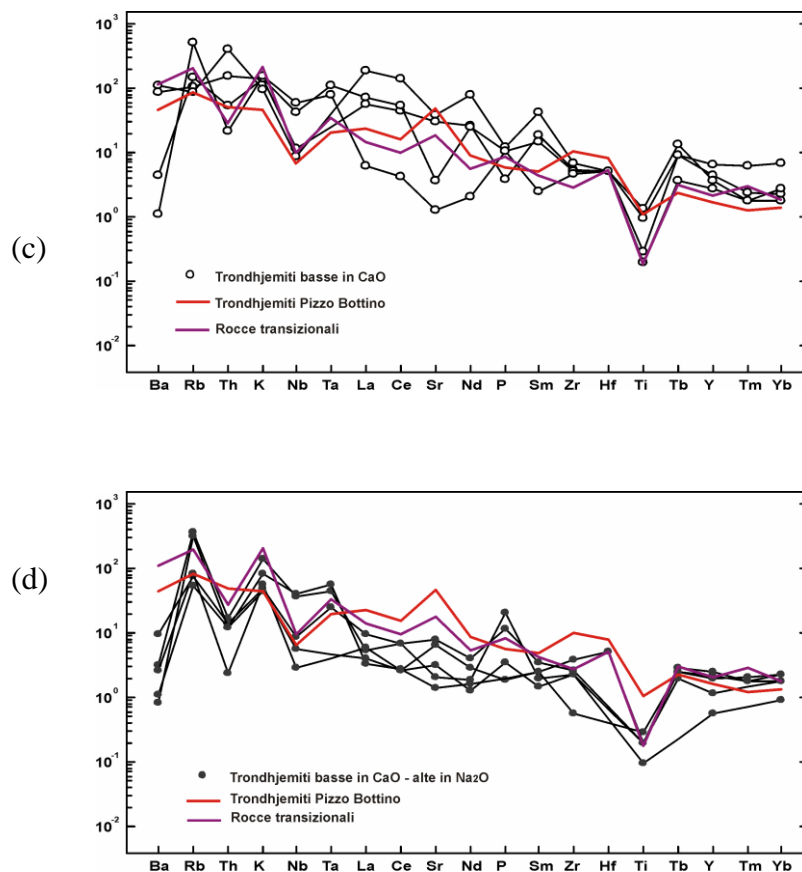 (c)
10³
10²
10¹
10⁰
10⁻¹
10⁻²
Trondhjemiti basse in CaO
Trondhjemiti Pizzo Bottino
Rocce transizionali
Ba Rb Th K Nb Ta La Ce Sr Nd P Sm Zr Hf Ti Tb Y Tm Yb
(d)
10³
10²
10¹
10⁰
10⁻¹
10⁻²
Trondhjemiti basse in CaO - alte in Na₂O
Trondhjemiti Pizzo Bottino
Rocce transizionali
Ba Rb Th K Nb Ta La Ce Sr Nd P Sm Zr Hf Ti Tb Y Tm Yb